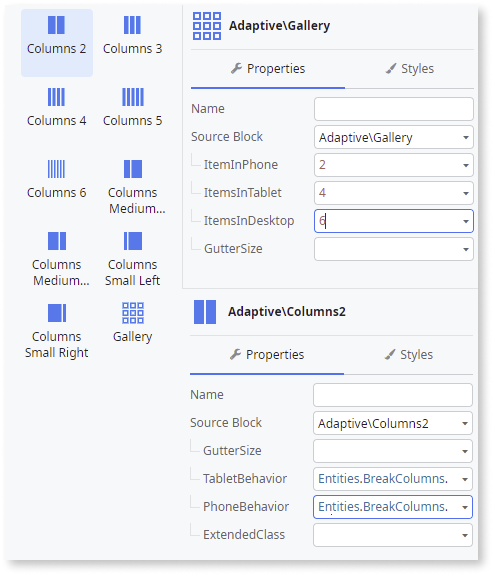 Columns 2
Columns 3
Columns 4
Columns 5
Columns 6
Columns
Medium...
Columns
Medium...
Columns
Small Left
Columns
Small Right
Gallery
Adaptive\Gallery
Properties
Styles
Name
Source Block
Adaptive\Gallery
ItemInPhone
2
ItemsInTablet
4
ItemsInDesktop
6
GutterSize
Adaptive\Columns2
Properties
Styles
Name
Source Block
Adaptive\Columns2
GutterSize
TabletBehavior
Entities.BreakColumns.
PhoneBehavior
Entities.BreakColumns.
ExtendedClass